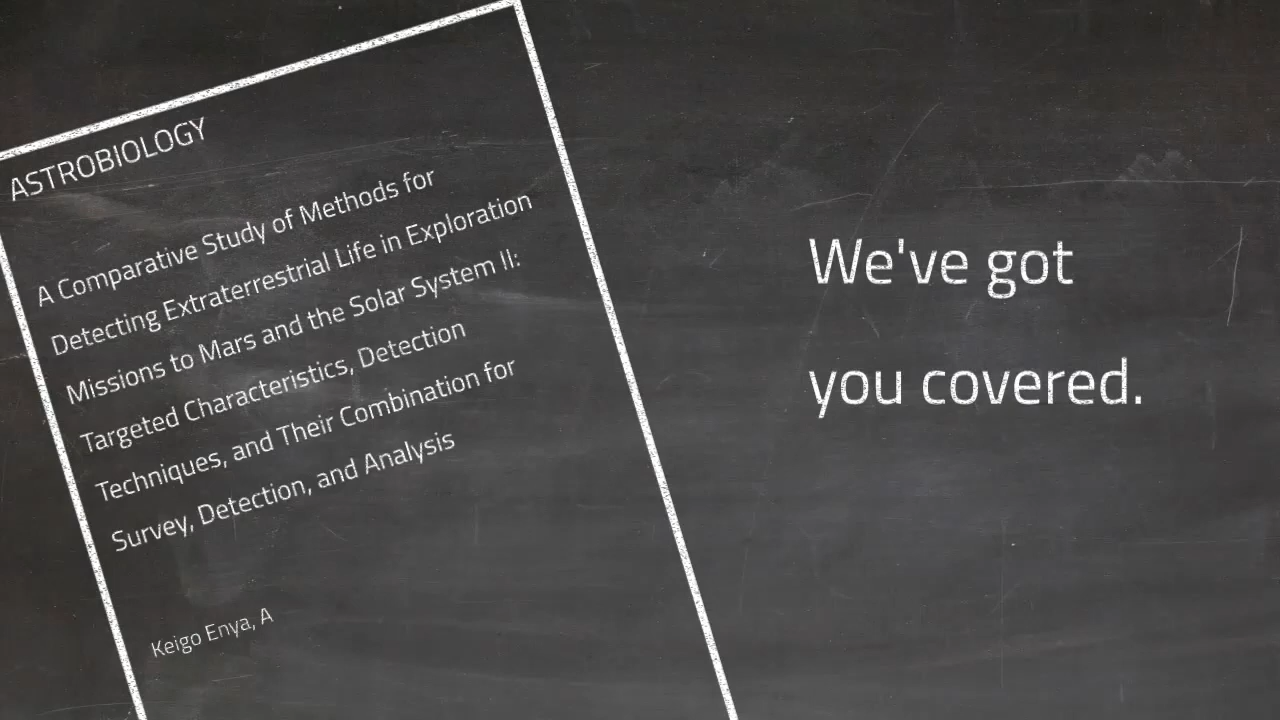 ASTROBIOLOGY
A Comparative Study of Methods for
Detecting Extraterrestrial Life in Exploration
Missions to Mars and the Solar System II:
Targeted Characteristics, Detection
Techniques, and Their Combination for
Survey, Detection, and Analysis
Keigo Enya, A
We've got
you covered.